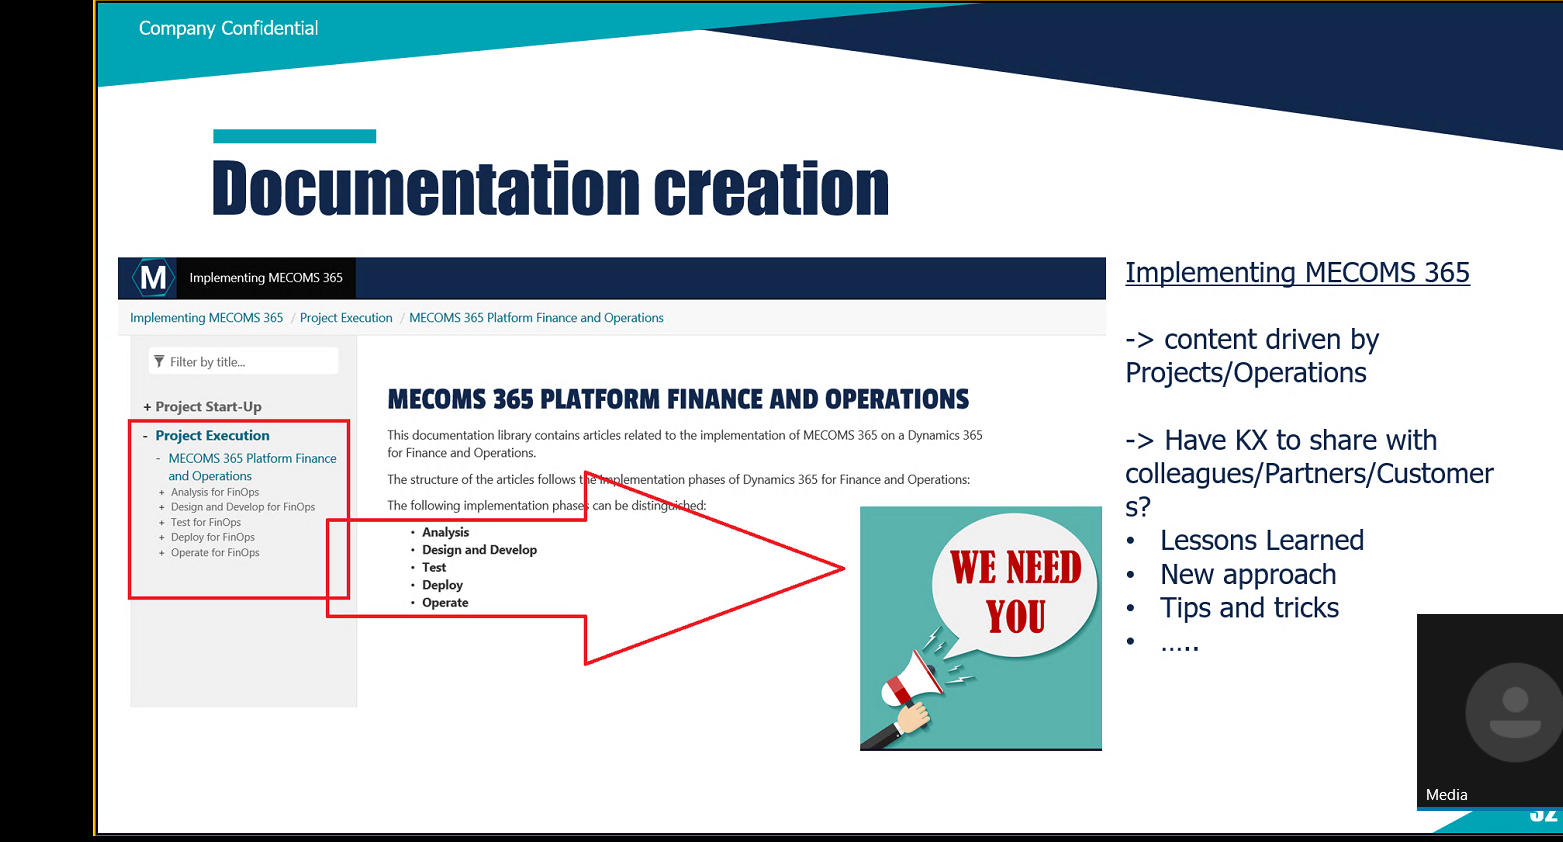 Company Confidential
Documentation creation
M
Implementing MECOMS 365
Implementing MECOMS 365 / Project Execution / MECOMS 365 Platform Finance and Operations
Filter by title...
+ Project Start-Up
- Project Execution
- MECOMS 365 Platform Finance
and Operations
+ Analysis for FinOps
+ Design and Develop for FinOps
+ Test for FinOps
+ Deploy for FinOps
+ Operate for FinOps
MECOMS 365 PLATFORM FINANCE AND OPERATIONS
This documentation library contains articles related to the implementation of MECOMS 365 on a Dynamics 365
for Finance and Operations.
The structure of the articles follows the implementation phases of Dynamics 365 for Finance and Operations:
The following implementation phases can be distinguished:
• Analysis
• Design and Develop
• Test
• Deploy
• Operate
WE NEED
YOU
Implementing MECOMS 365
-> content driven by
Projects/Operations
-> Have KX to share with
colleagues/Partners/Customer
s?
• Lessons Learned
• New approach
• Tips and tricks
• …..
Media
32